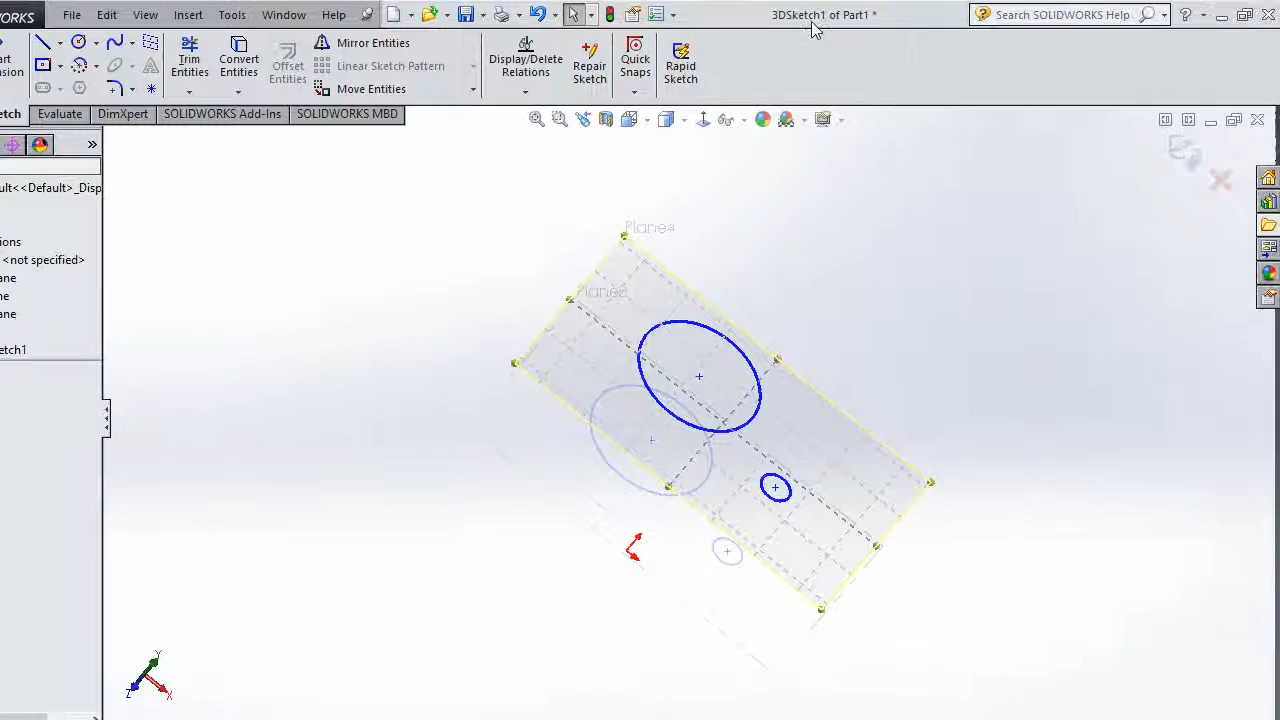 ORKS File Edit View Insert Tools Window Help 3DSketch1 of Part1 * Search SOLIDWORKS Help ?
Trim Entities
Convert Entities
Offset Entities
Mirror Entities
Linear Sketch Pattern
Move Entities
Display/Delete Relations
Repair Sketch
Quick Snaps
Rapid Sketch
etch Evaluate DimXpert SOLIDWORKS Add-Ins SOLIDWORKS MBD
ult<<Default>_Disp
ions
<not specified>
ane
ne
ane
etch1
Plane4
Y
Z
X